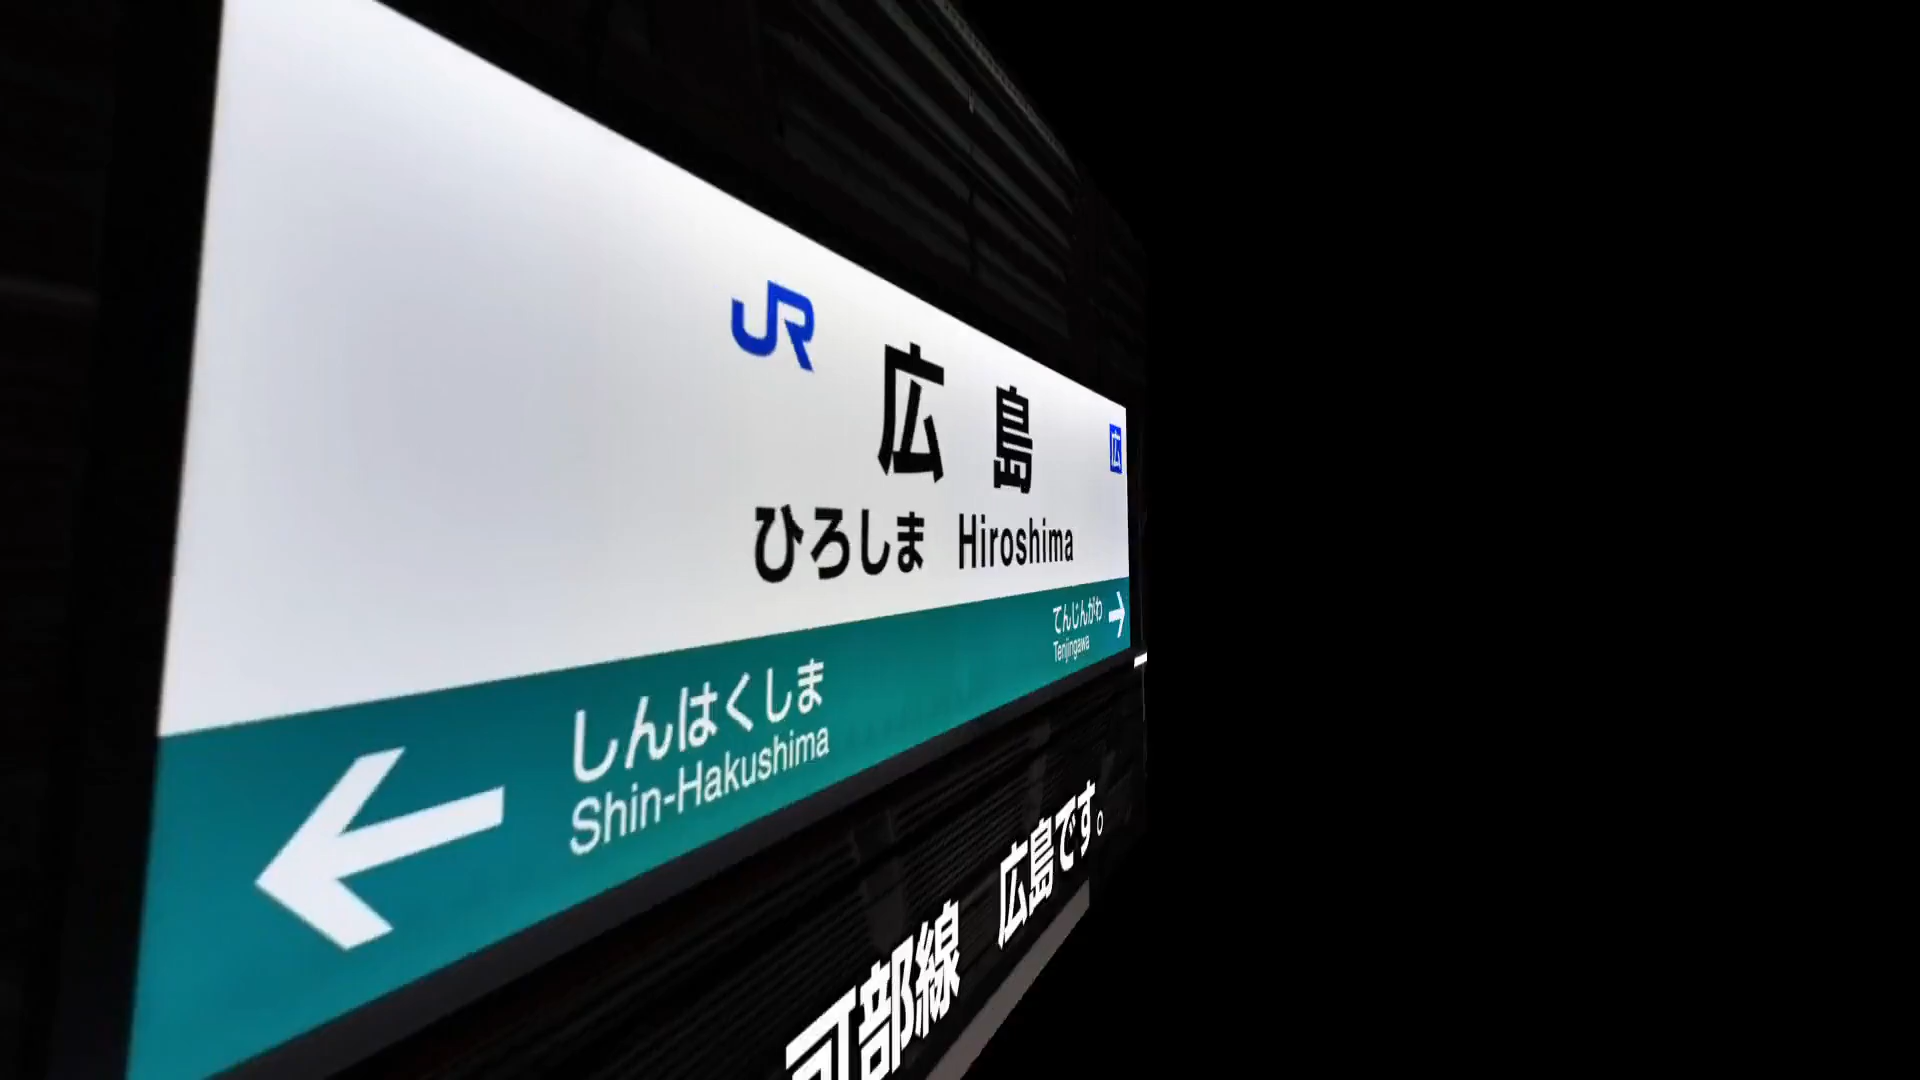 JR
広島
広
ひろしま Hiroshima
てんじんがわ
Tenjingawa
しんはくしま
Shin-Hakushima
可部線 広島です。